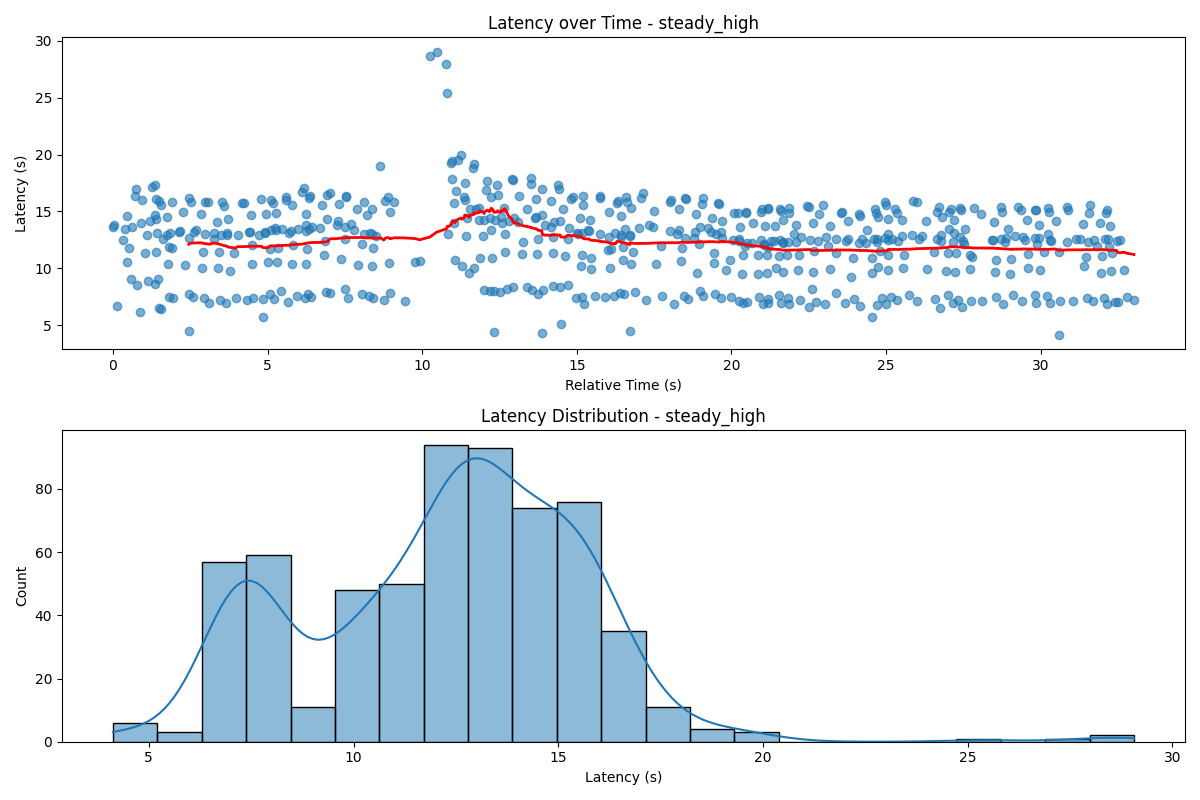 Latency over Time - steady_high
Latency (s)
30
25
20
15
10
5
0 5 10 15 20 25 30
Relative Time (s)
Latency Distribution - steady_high
Count
80
60
40
20
0
5 10 15 20 25 30
Latency (s)